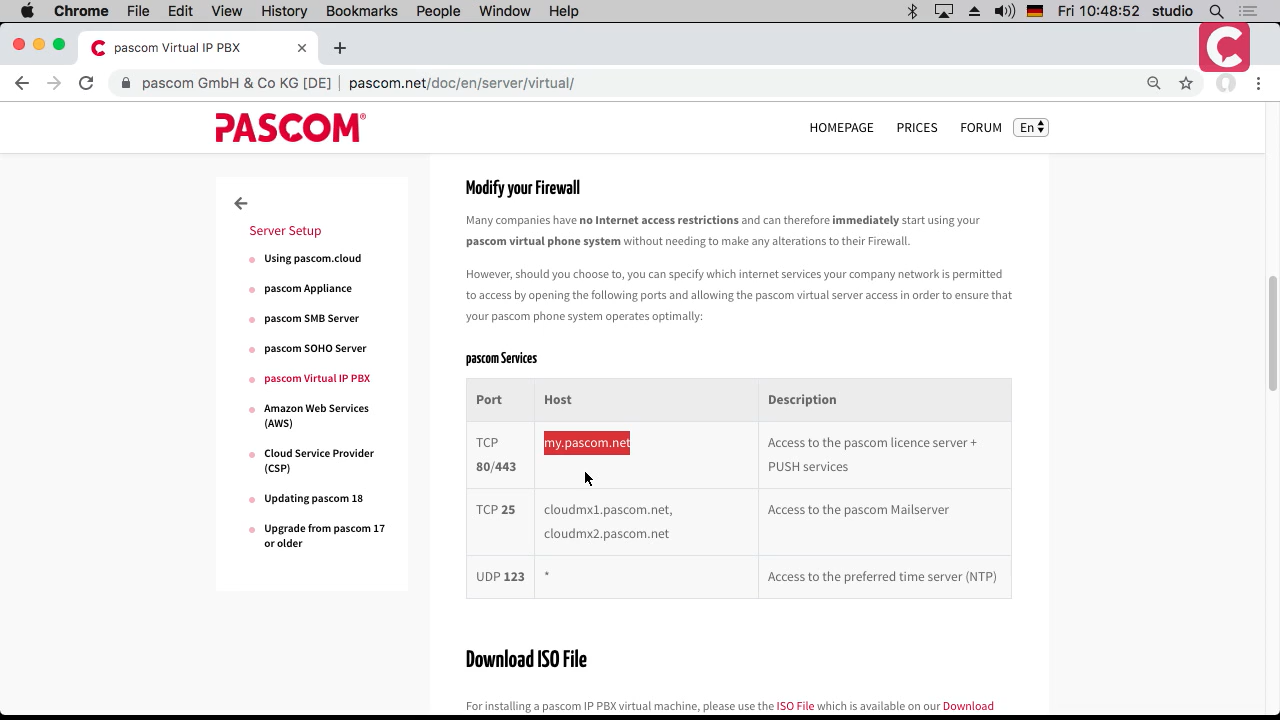 Chrome File Edit View History Bookmarks People Window Help Fri 10:48:52 studio
pascom Virtual IP PBX
pascom GmbH & Co KG [DE] | pascom.net/doc/en/server/virtual/
PASCOM® HOMEPAGE PRICES FORUM En
Server Setup
Using pascom.cloud
pascom Appliance
pascom SMB Server
pascom SOHO Server
pascom Virtual IP PBX
Amazon Web Services
(AWS)
Cloud Service Provider
(CSP)
Updating pascom 18
Upgrade from pascom 17
or older
Modify your Firewall
Many companies have no Internet access restrictions and can therefore immediately start using your
pascom virtual phone system without needing to make any alterations to their Firewall.
However, should you choose to, you can specify which internet services your company network is permitted
to access by opening the following ports and allowing the pascom virtual server access in order to ensure that
your pascom phone system operates optimally:
pascom Services
Port Host Description
TCP my.pascom.net Access to the pascom licence server +
80/443 PUSH services
TCP 25 cloudmx1.pascom.net, Access to the pascom Mailserver
cloudmx2.pascom.net
UDP 123 * Access to the preferred time server (NTP)
Download ISO File
For installing a pascom IP PBX virtual machine, please use the ISO File which is available on our Download